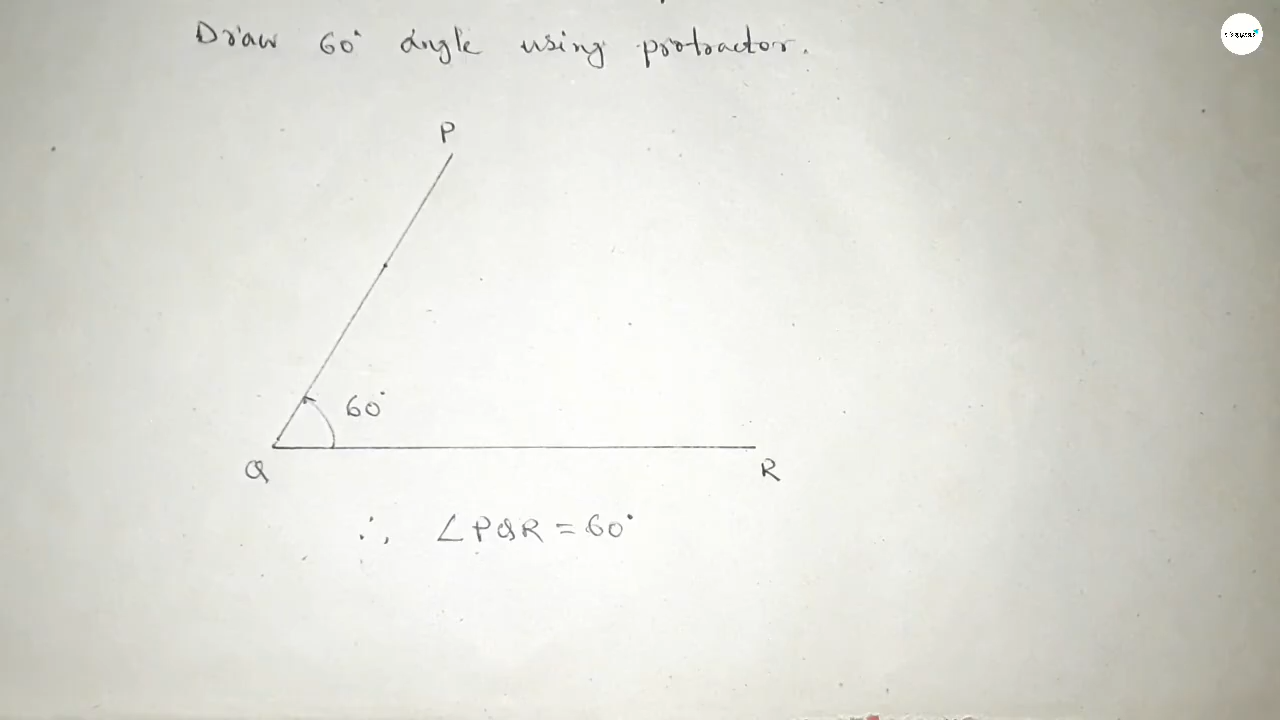 Draw 60° angle using protractor.
P
60°
Q
R
∴ ∠PQR = 60°